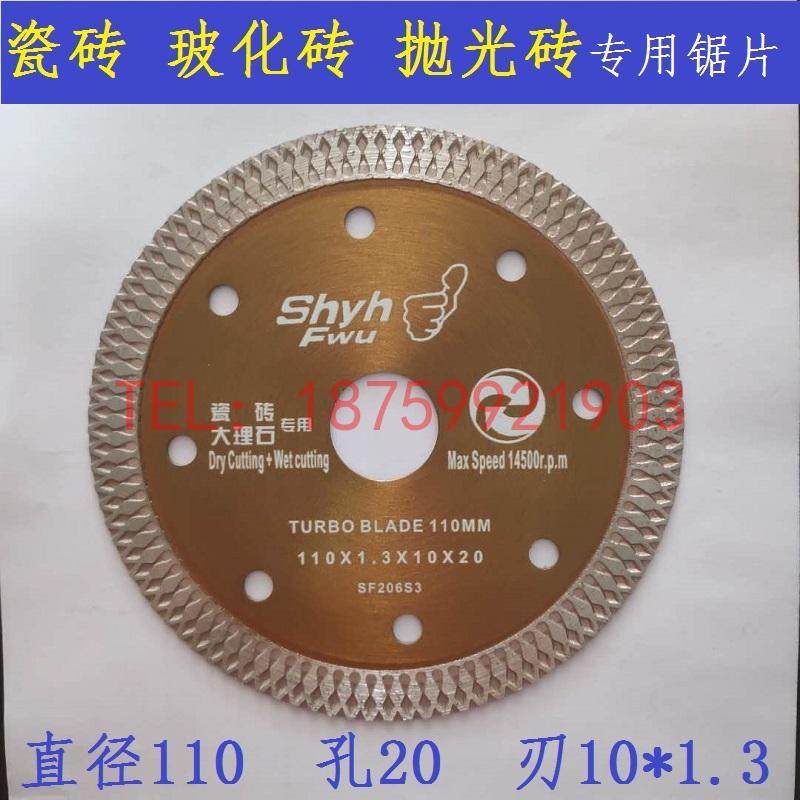 瓷砖 玻化砖 抛光砖专用锯片
Shyh
Fwu
TEL: 18759921903
瓷砖
大理石专用
Dry Cutting+Wet cutting
Max Speed 14500r.p.m
TURBO BLADE 110MM
110X1.3X10X20
SF206S3
直径110 孔20 刃10*1.3